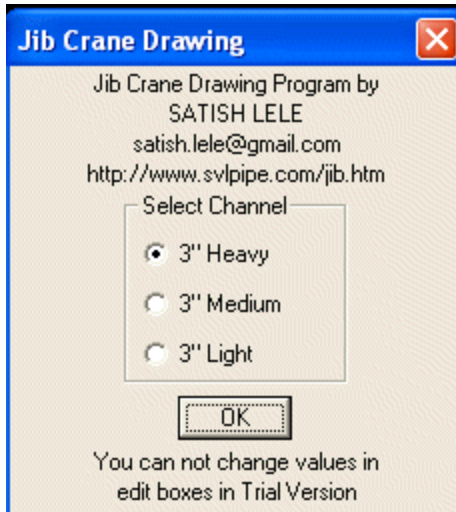 Jib Crane Drawing
Jib Crane Drawing Program by
SATISH LELE
satish.lele@gmail.com
http://www.svlpipe.com/jib.htm
Select Channel
3'' Heavy
3'' Medium
3'' Light
OK
You can not change values in
edit boxes in Trial Version